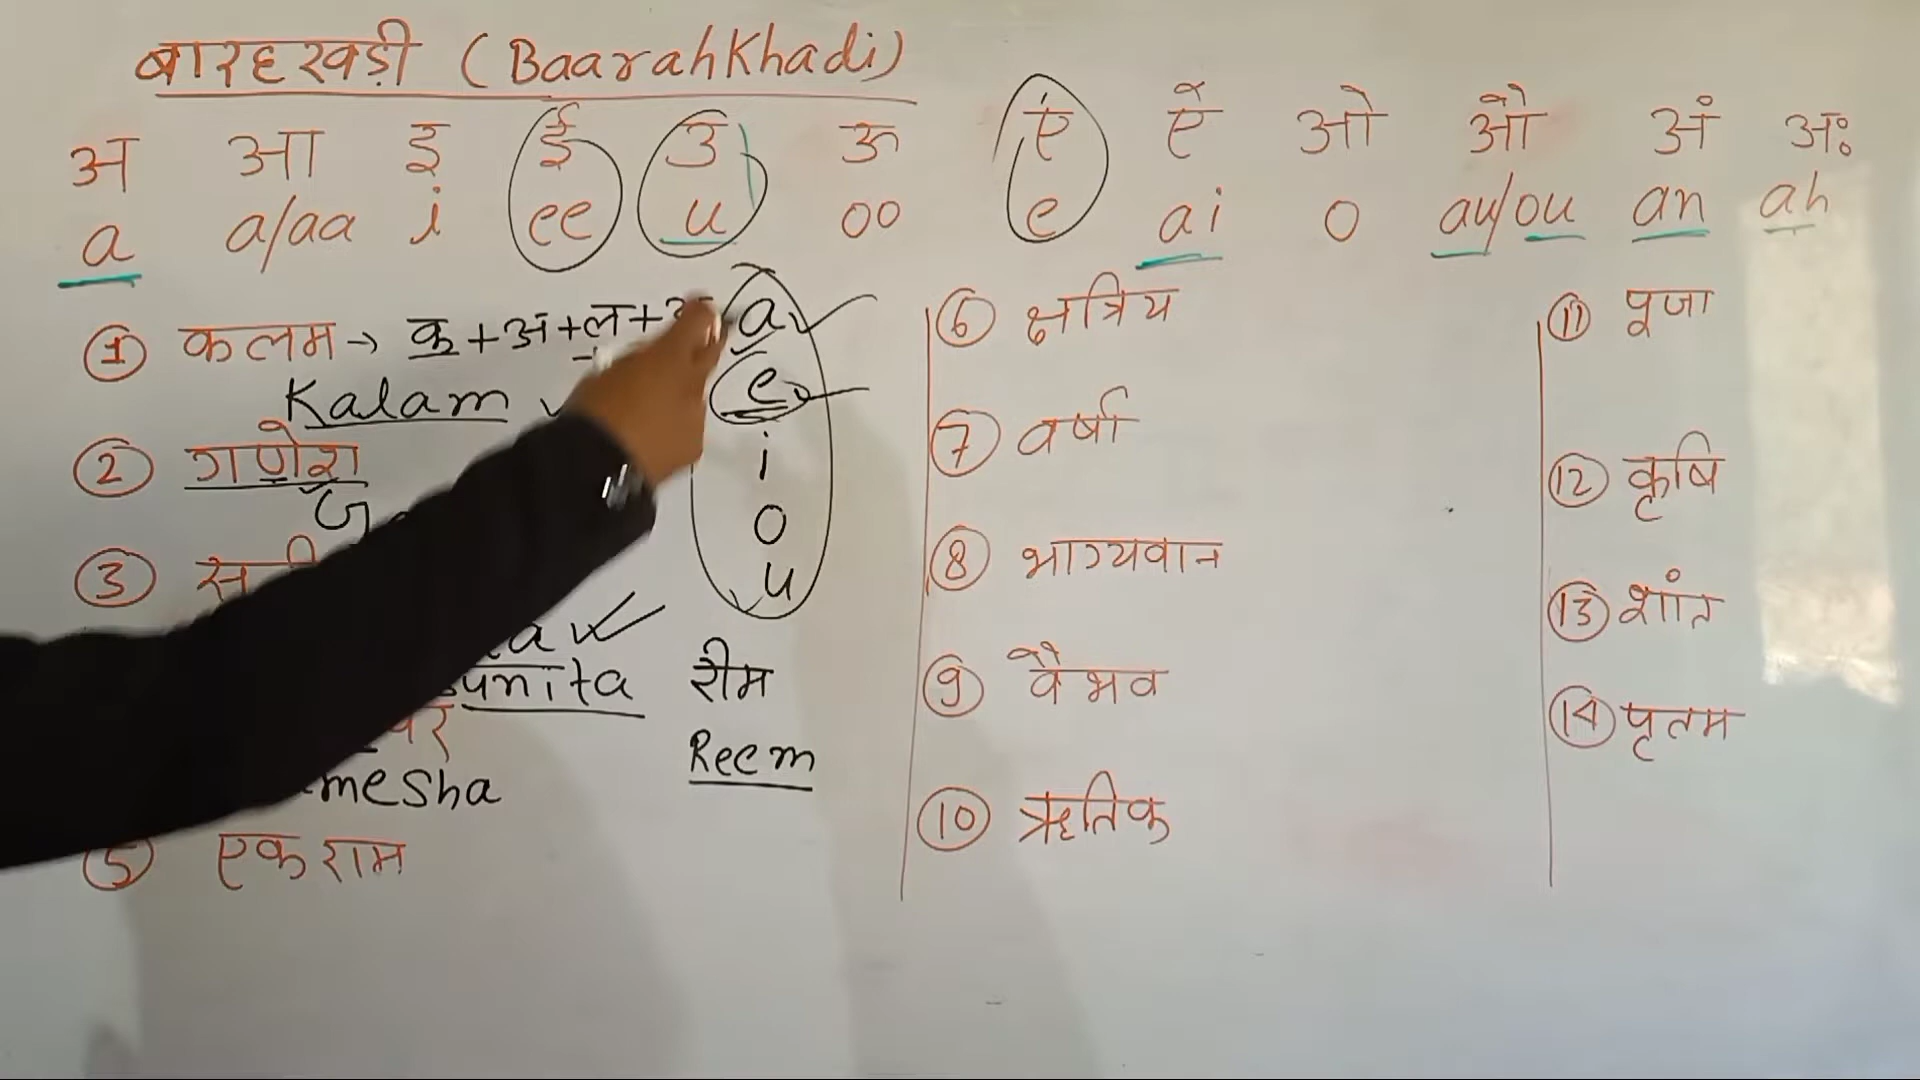 बारहखड़ी (BaarahKhadi)
अ आ इ ई उ ऊ ए ऐ ओ औ अं अः
a a/aa i ee u oo e ai o au/ou an ah
① कलम → क + अ + ल +
Kalam
② गणेश
G
③
a
Sunita
mesha
⑤ एकराम
a
e
i
o
u
रीम
Reem
⑥ क्षत्रिय
⑦ वर्षा
⑧ भाग्यवान
⑨ वैभव
⑩ ऋतिक
⑪ पूजा
⑫ कृषि
⑬ शांत
⑭ पृतम